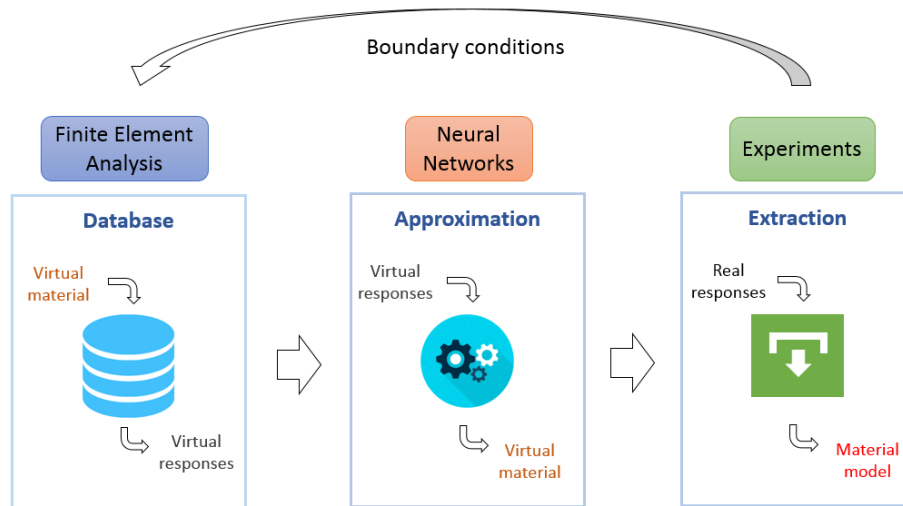 Boundary conditions
Finite Element
Analysis
Neural
Networks
Experiments
Database
Virtual
material
Virtual
responses
Approximation
Virtual
responses
Virtual
material
Extraction
Real
responses
Material
model